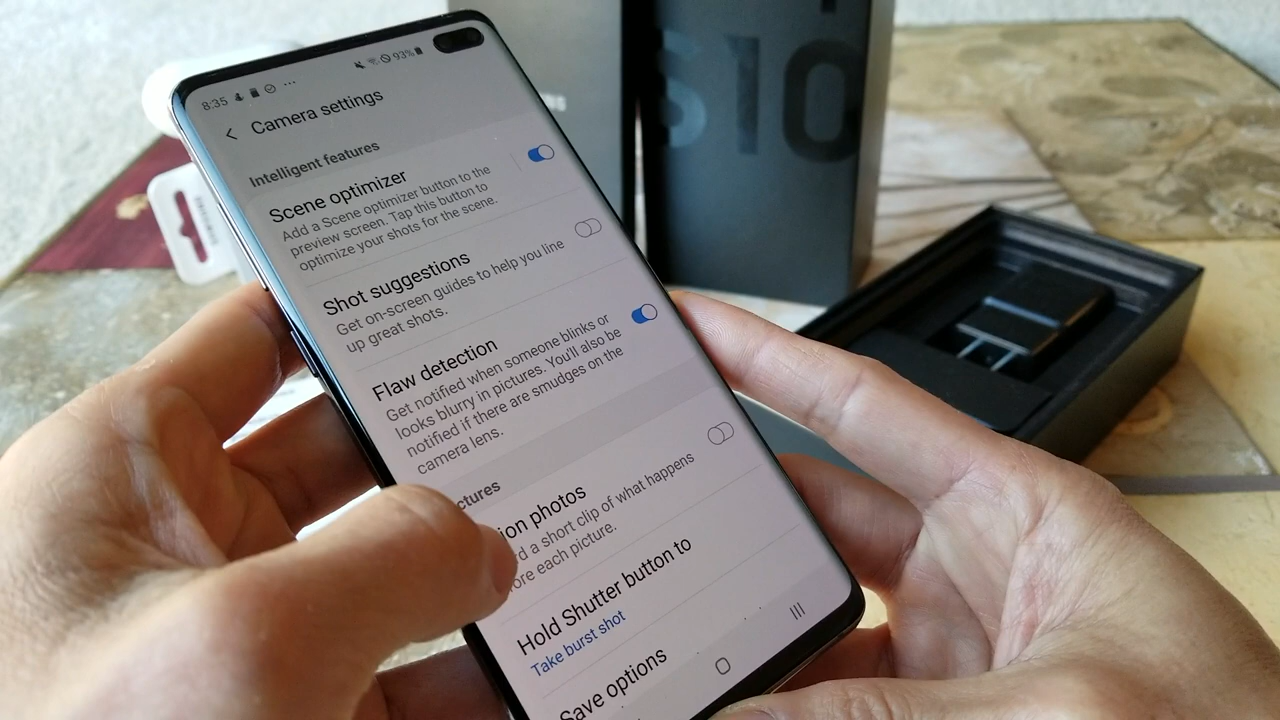 8:35
93%
Camera settings
Intelligent features
Scene optimizer
Add a Scene optimizer button to the
preview screen. Tap this button to
optimize your shots for the scene.
Shot suggestions
Get on-screen guides to help you line
up great shots.
Flaw detection
Get notified when someone blinks or
looks blurry in pictures. You'll also be
notified if there are smudges on the
camera lens.
ctures
ion photos
d a short clip of what happens
ore each picture.
Hold Shutter button to
Take burst shot
Save options
S10